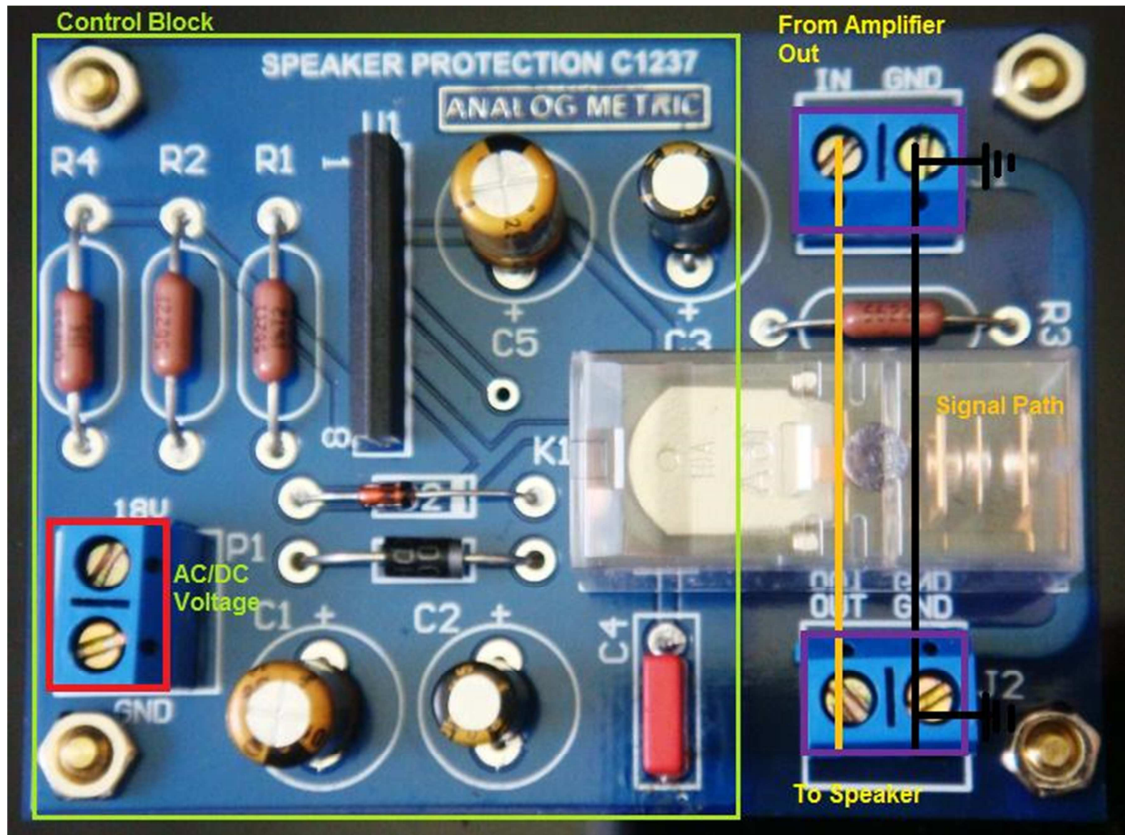 Control Block
From Amplifier
Out
SPEAKER PROTECTION C1237
ANALOG METRIC
IN GND
U1
1
R4 R2 R1
C5
C3
R3
Signal Path
8
K1
18V
P1
AC/DC
Voltage
OUT GND
OUT GND
C1 + C2 +
+
+
C4
GND
J2
To Speaker